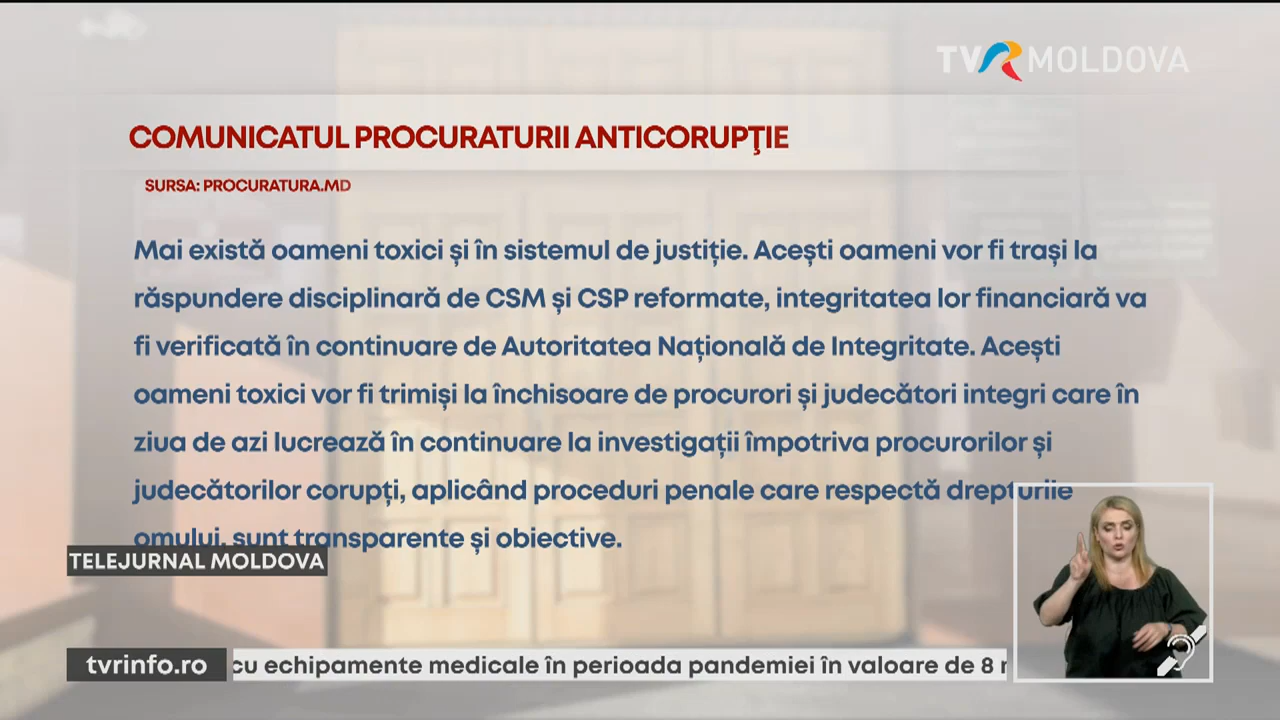 TVR MOLDOVA
COMUNICATUL PROCURATURII ANTICORUPŢIE
SURSA: PROCURATURA.MD
Mai există oameni toxici și în sistemul de justiție. Acești oameni vor fi trași la
răspundere disciplinară de CSM și CSP reformate, integritatea lor financiară va
fi verificată în continuare de Autoritatea Națională de Integritate. Acești
oameni toxici vor fi trimiși la închisoare de procurori și judecători integri care în
ziua de azi lucrează în continuare la investigații împotriva procurorilor și
judecătorilor corupți, aplicând proceduri penale care respectă drepturile
omului, sunt transparente și obiective.
TELEJURNAL MOLDOVA
tvrinfo.ro
cu echipamente medicale în perioada pandemiei în valoare de 8